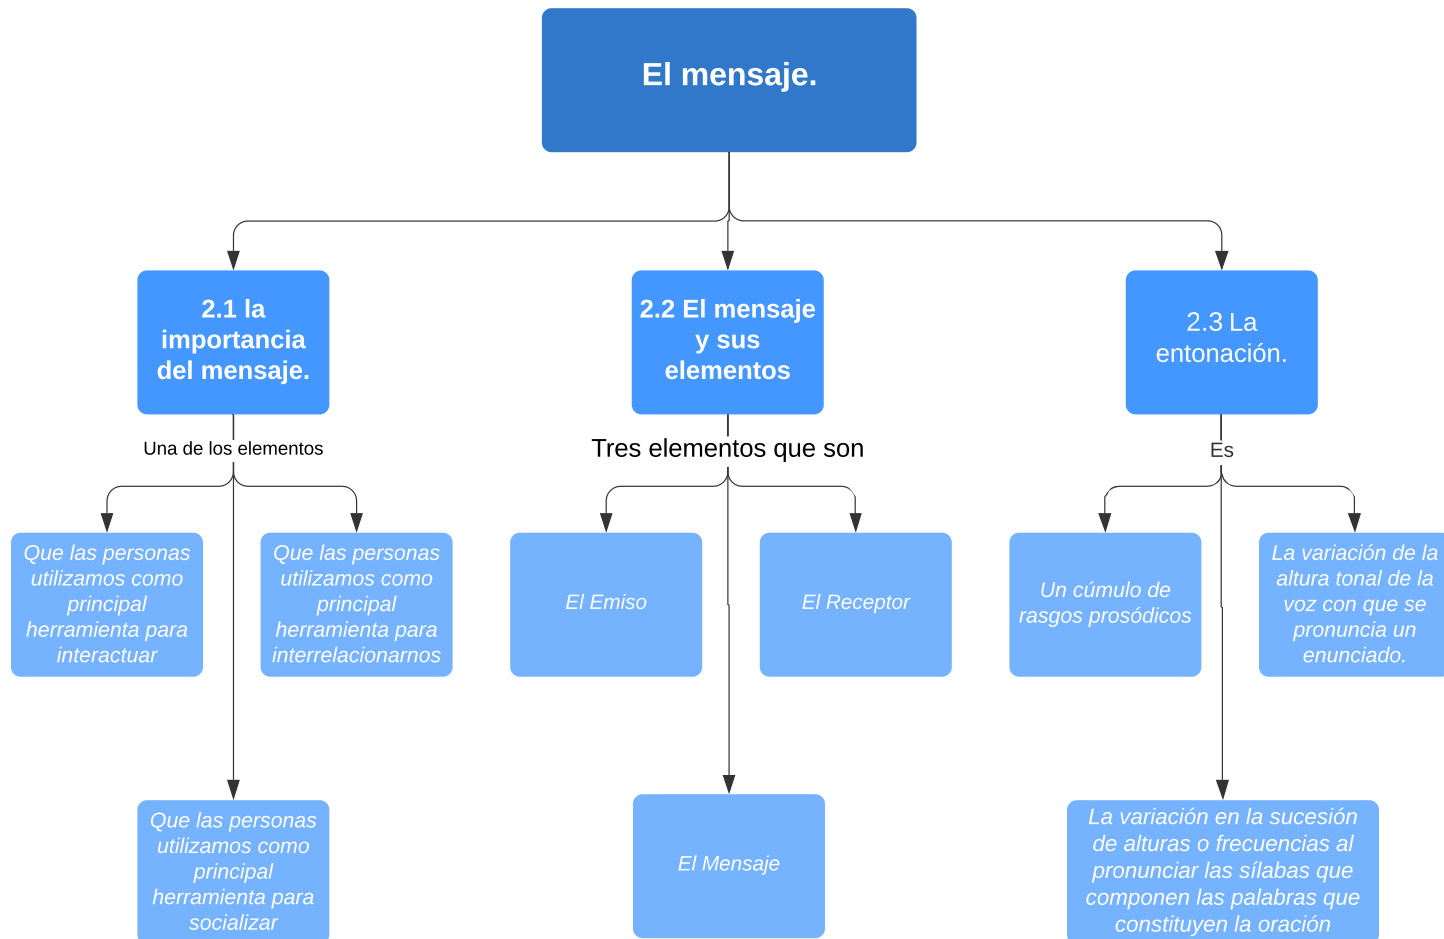 El mensaje.
2.1 la
importancia
del mensaje.
2.2 El mensaje
y sus
elementos
2.3 La
entonación.
Una de los elementos
Tres elementos que son
Es
Que las personas
utilizamos como
principal
herramienta para
interactuar
Que las personas
utilizamos como
principal
herramienta para
interrelacionarnos
El Emiso
El Receptor
Un cúmulo de
rasgos prosódicos
La variación de la
altura tonal de la
voz con que se
pronuncia un
enunciado.
Que las personas
utilizamos como
principal
herramienta para
socializar
El Mensaje
La variación en la sucesión
de alturas o frecuencias al
pronunciar las sílabas que
componen las palabras que
constituyen la oración